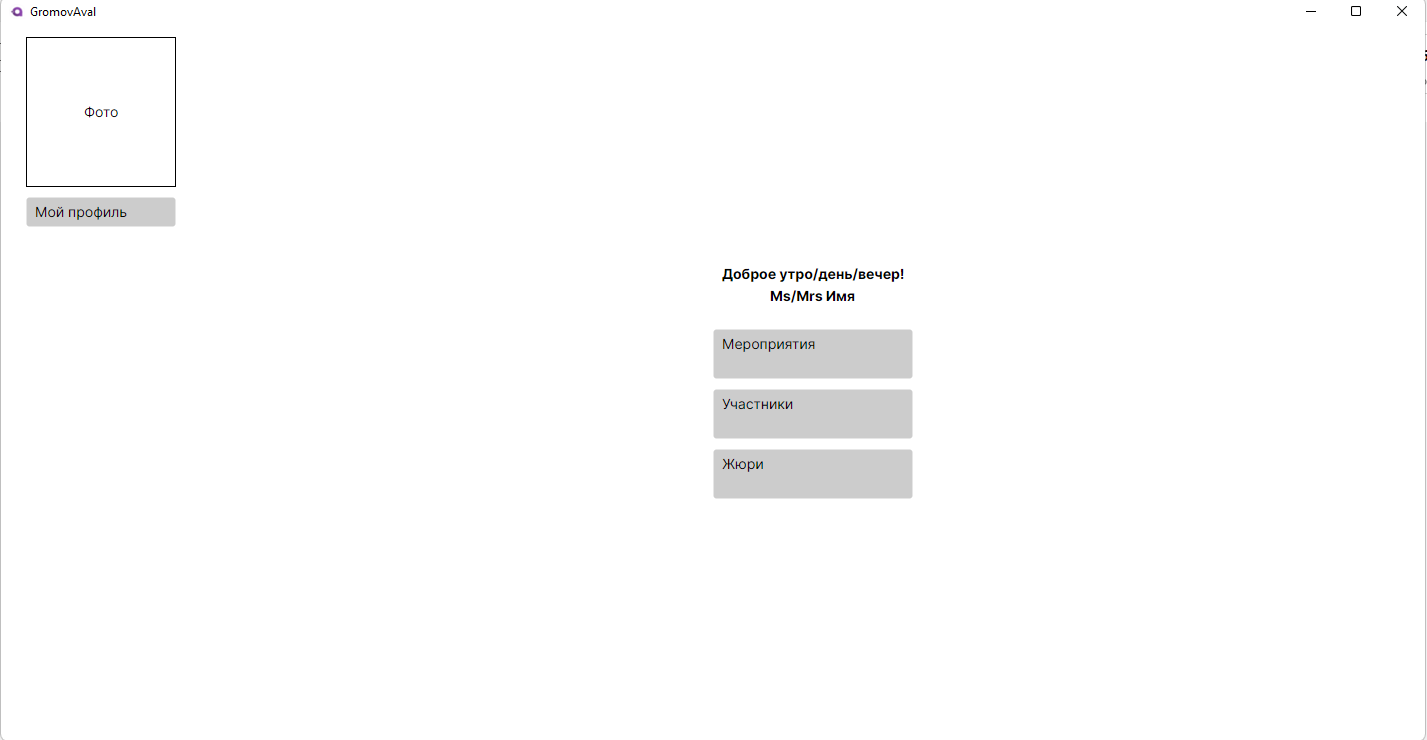 GromovAval
Фото
Мой профиль
Доброе утро/день/вечер!
Ms/Mrs Имя
Мероприятия
Участники
Жюри